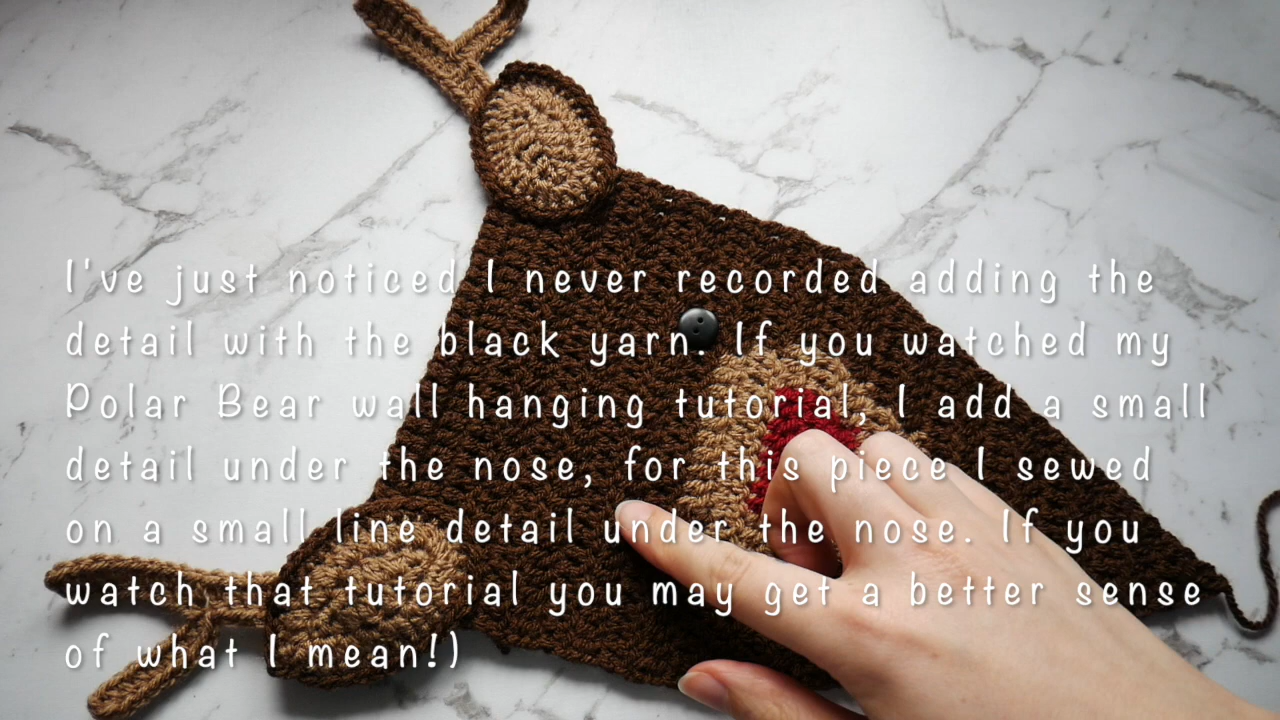 I've just noticed I never recorded adding the
detail with the black yarn. If you watched my
Polar Bear wall hanging tutorial, I add a small
detail under the nose, for this piece I sewed
on a small line detail under the nose. If you
watch that tutorial you may get a better sense
of what I mean!)